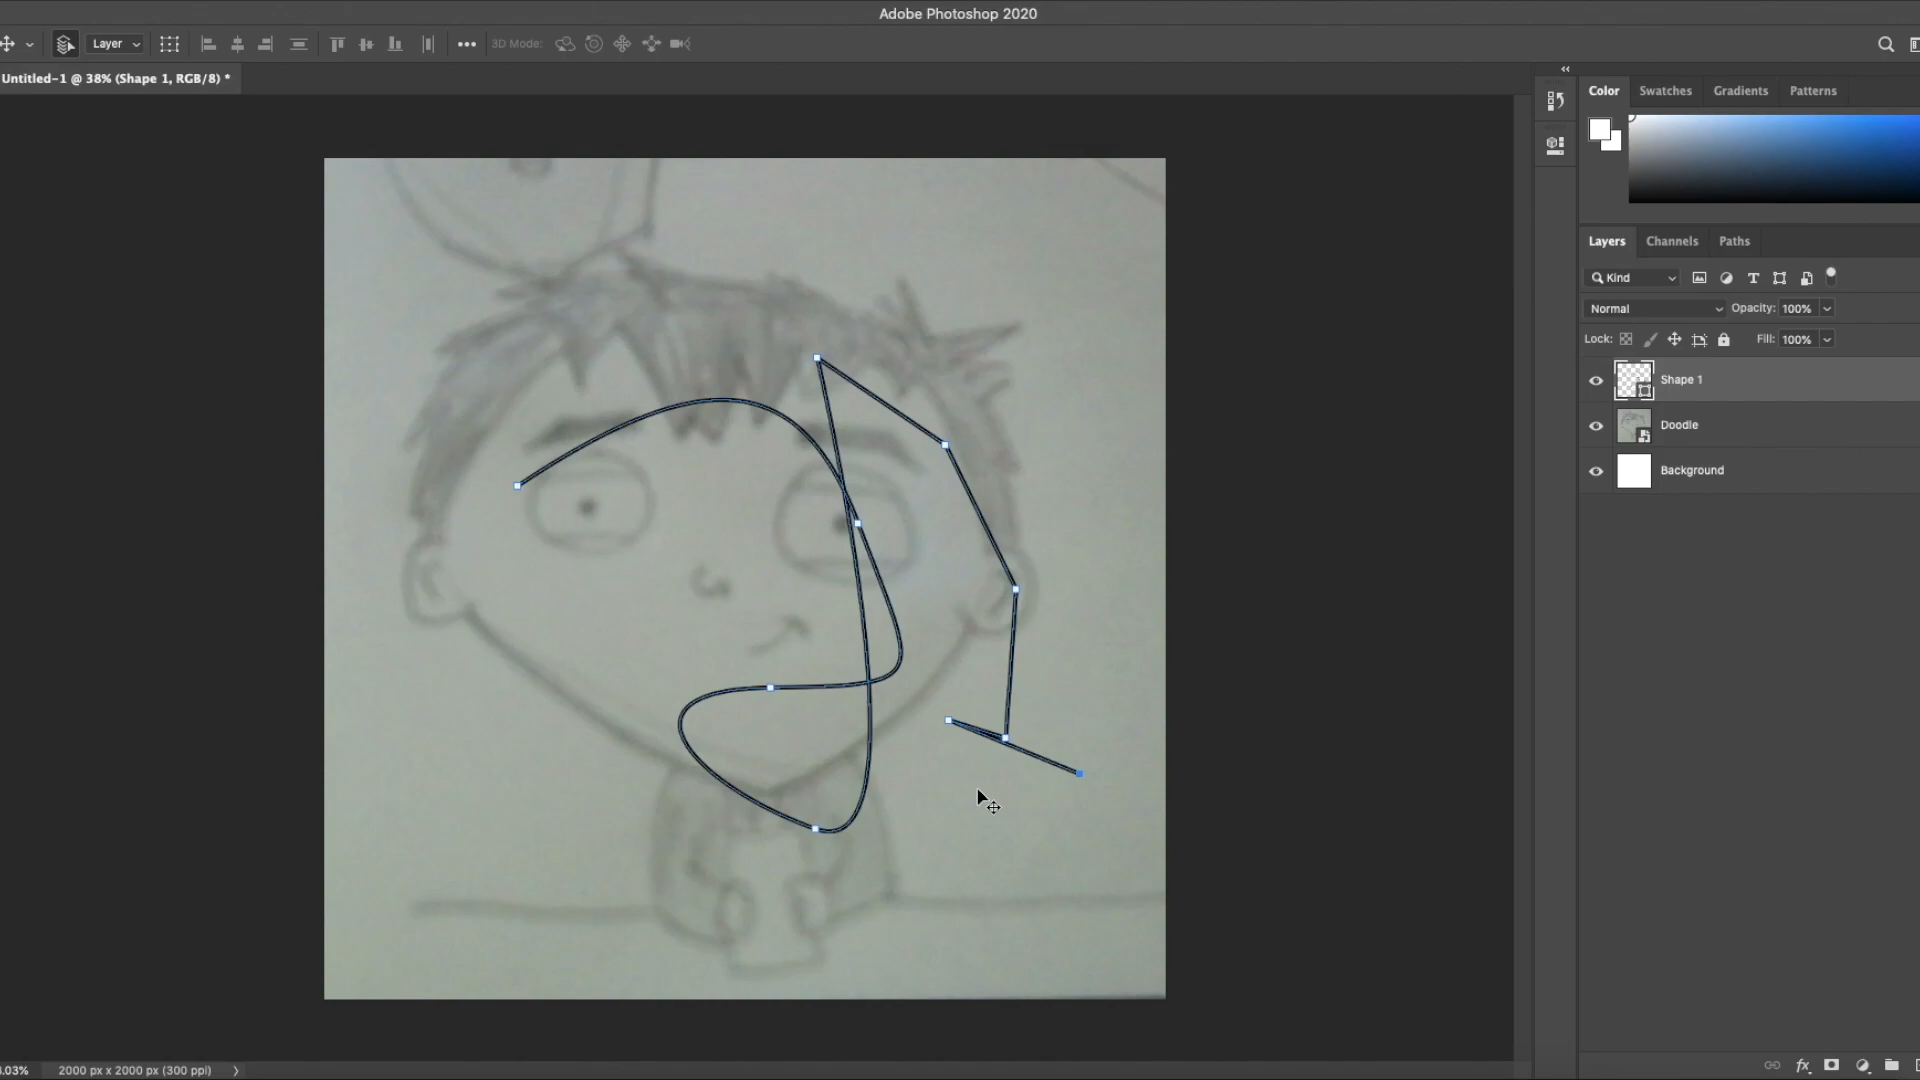 Adobe Photoshop 2020
Layer
3D Mode:
Untitled-1 @ 38% (Shape 1, RGB/8) *
Color Swatches Gradients Patterns
Layers Channels Paths
Kind
Normal Opacity: 100%
Lock: Fill: 100%
Shape 1
Doodle
Background
.03% 2000 px x 2000 px (300 ppi)